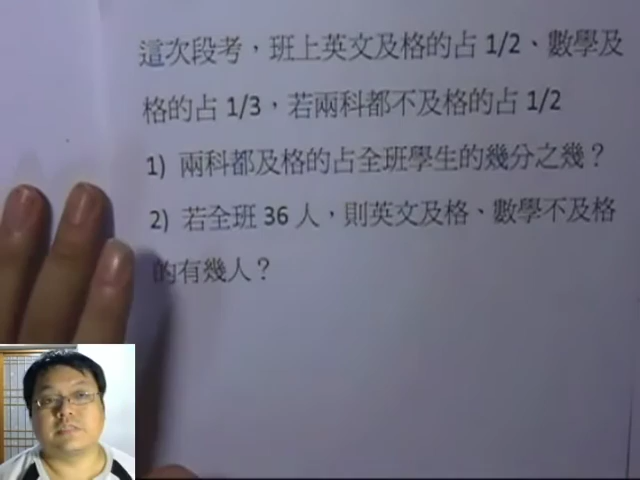 這次段考，班上英文及格的占 1/2、數學及
格的占 1/3，若兩科都不及格的占 1/2
1) 兩科都及格的占全班學生的幾分之幾？
2) 若全班 36 人，則英文及格、數學不及格
的有幾人？